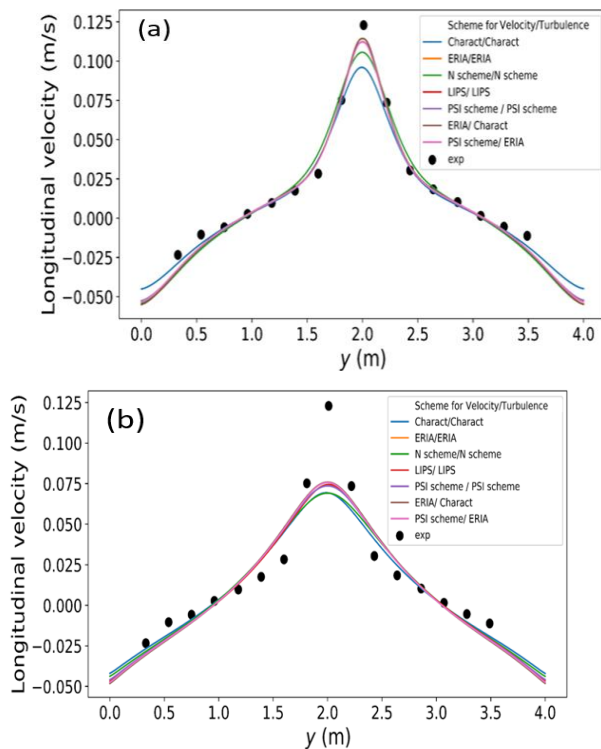 (a)
Longitudinal velocity (m/s)
0.125
0.100
0.075
0.050
0.025
0.000
−0.025
−0.050
Scheme for Velocity/Turbulence
Charact/Charact
ERIA/ERIA
N scheme/N scheme
LIPS/ LIPS
PSI scheme / PSI scheme
ERIA/ Charact
PSI scheme/ ERIA
exp
0.0 0.5 1.0 1.5 2.0 2.5 3.0 3.5 4.0
y (m)
(b)
Longitudinal velocity (m/s)
0.125
0.100
0.075
0.050
0.025
0.000
−0.025
−0.050
Scheme for Velocity/Turbulence
Charact/Charact
ERIA/ERIA
N scheme/N scheme
LIPS/ LIPS
PSI scheme / PSI scheme
ERIA/ Charact
PSI scheme/ ERIA
exp
0.0 0.5 1.0 1.5 2.0 2.5 3.0 3.5 4.0
y (m)